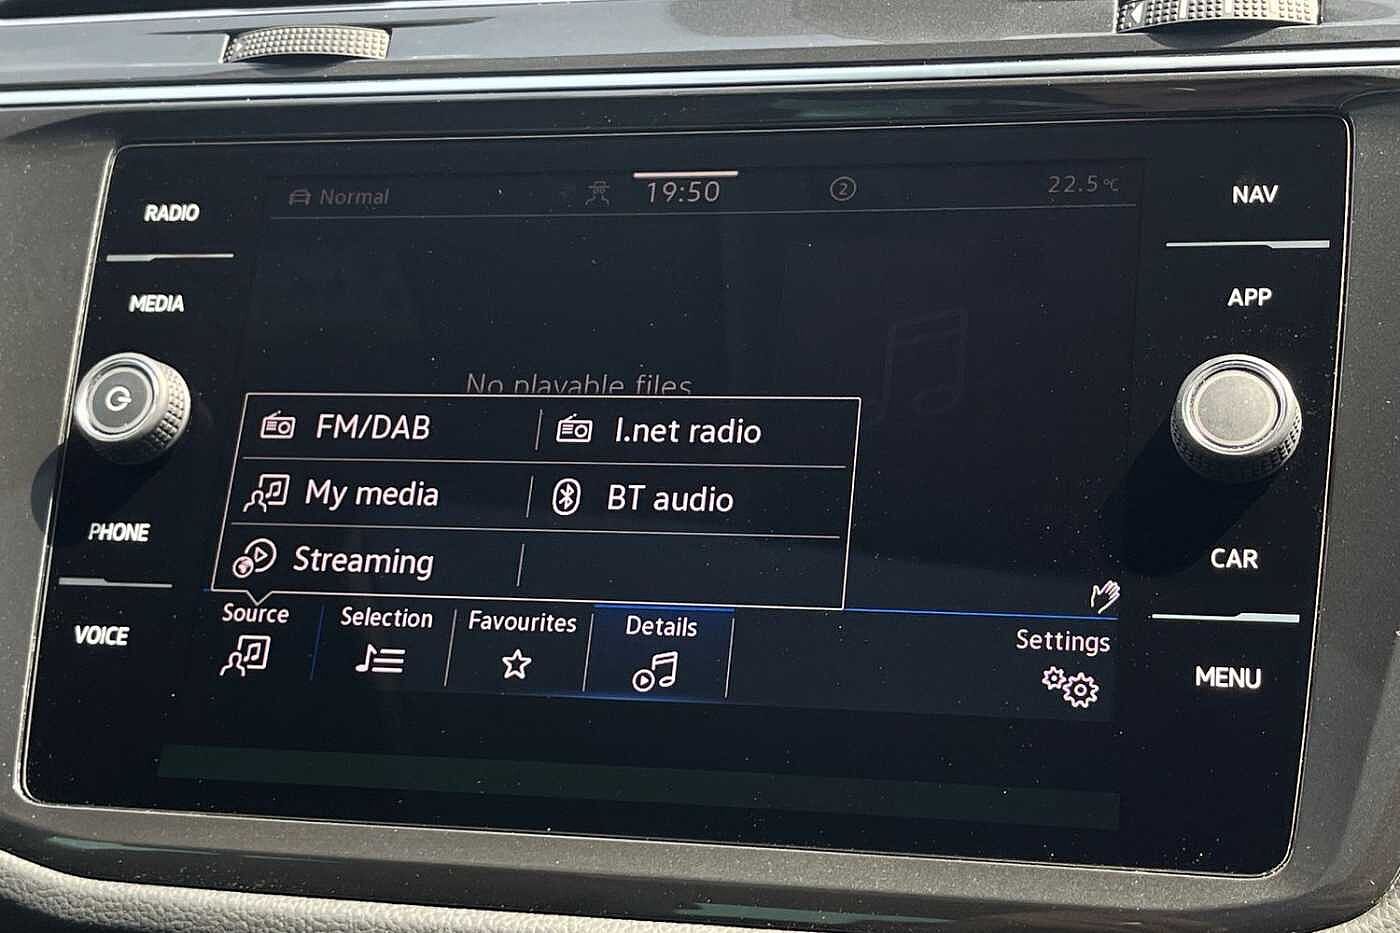 RADIO
MEDIA
PHONE
VOICE
Normal
19:50
2
22.5°C
No playable files
FM/DAB
I.net radio
My media
BT audio
Streaming
Source
Selection
Favourites
Details
Settings
NAV
APP
CAR
MENU